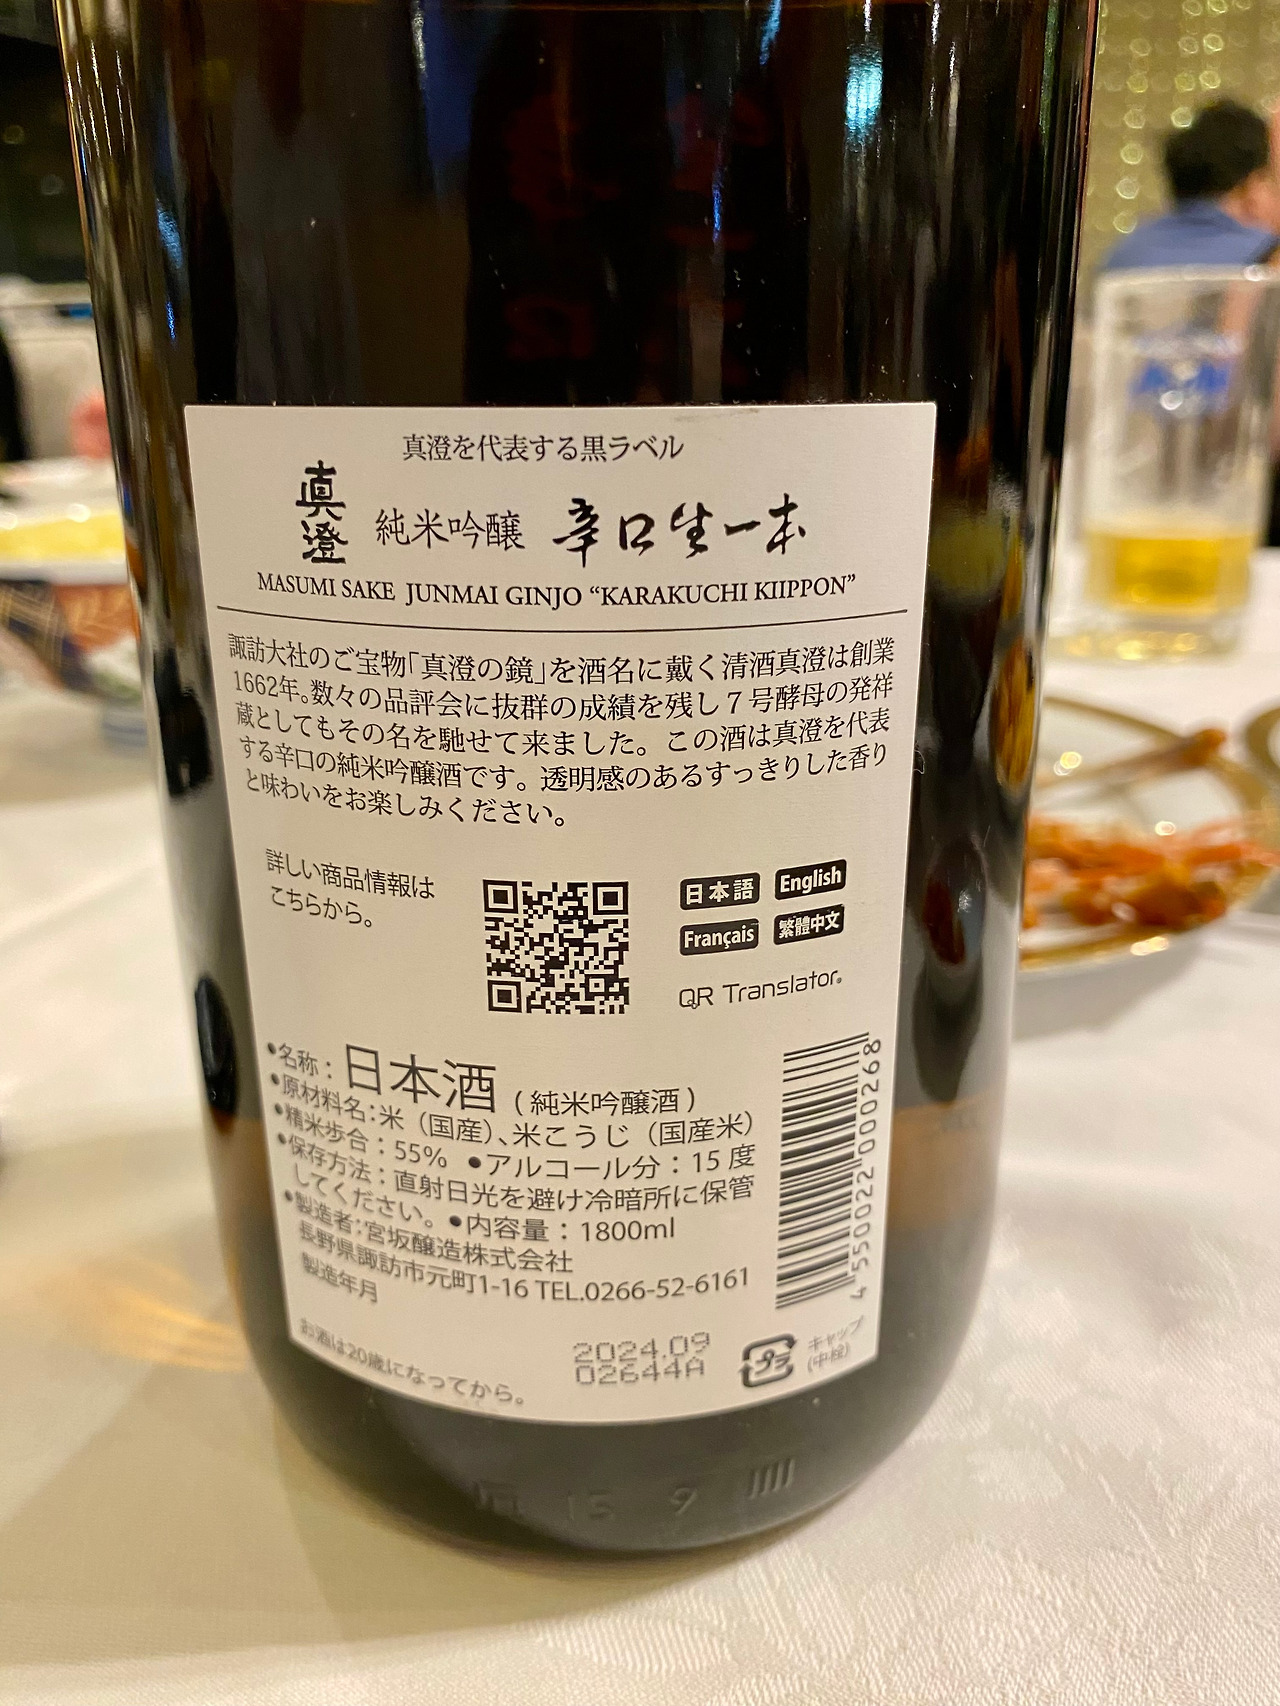 真澄を代表する黒ラベル
真澄 純米吟醸 辛口生一本
MASUMI SAKE JUNMAI GINJO “KARAKUCHI KIIPPON”
諏訪大社のご宝物「真澄の鏡」を酒名に戴く清酒真澄は創業
1662年。数々の品評会に抜群の成績を残し7号酵母の発祥
蔵としてもその名を馳せて来ました。この酒は真澄を代表
する辛口の純米吟醸酒です。透明感のあるすっきりした香り
と味わいをお楽しみください。
詳しい商品情報は
こちらから。
日本語 English
Français 繁體中文
QR Translator®
●名称：日本酒（純米吟醸酒）
●原材料名：米（国産）、米こうじ（国産米）
●精米歩合：55% ●アルコール分：15度
●保存方法：直射日光を避け冷暗所に保管
してください。 ●内容量：1800ml
●製造者：宮坂醸造株式会社
長野県諏訪市元町1-16 TEL.0266-52-6161
製造年月
2024.09
02644A
お酒は20歳になってから。
プラ
キャップ
(中栓)
4 550022 000268